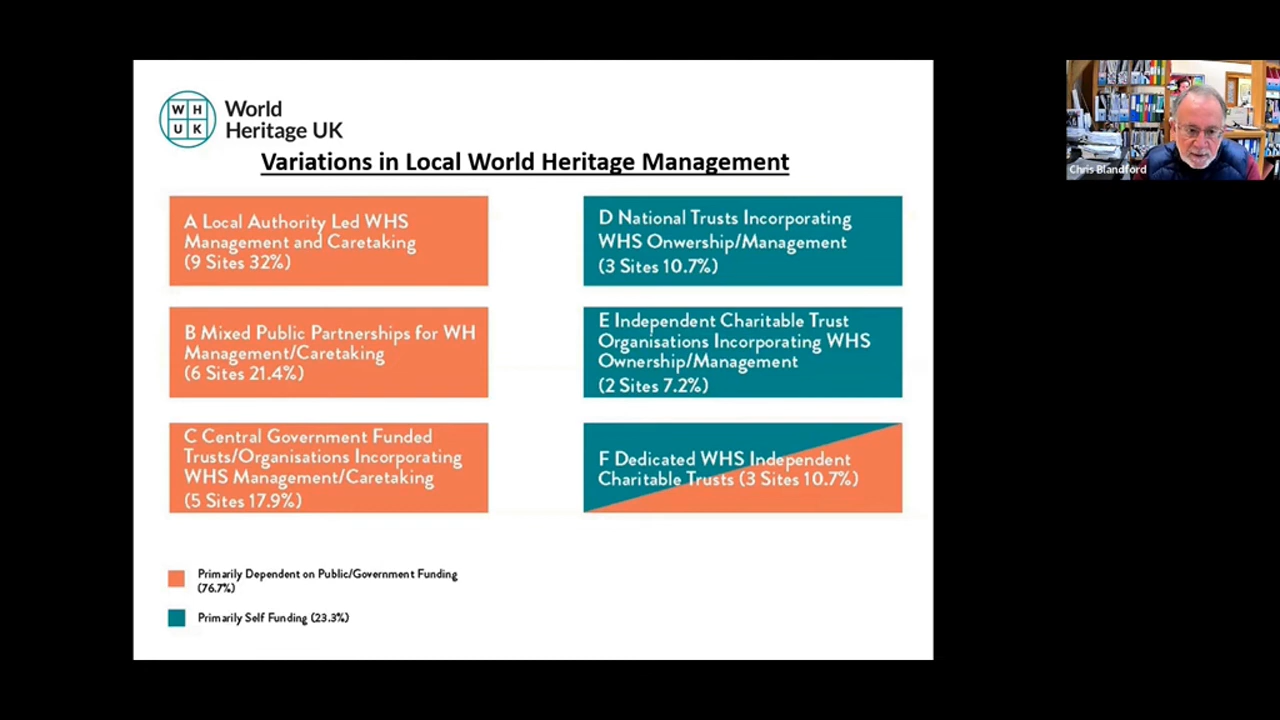 W H
U K
World
Heritage UK
Variations in Local World Heritage Management
A Local Authority Led WHS
Management and Caretaking
(9 Sites 32%)
B Mixed Public Partnerships for WH
Management/Caretaking
(6 Sites 21.4%)
C Central Government Funded
Trusts/Organisations Incorporating
WHS Management/Caretaking
(5 Sites 17.9%)
D National Trusts Incorporating
WHS Onwership/Management
(3 Sites 10.7%)
E Independent Charitable Trust
Organisations Incorporating WHS
Ownership/Management
(2 Sites 7.2%)
F Dedicated WHS Independent
Charitable Trusts (3 Sites 10.7%)
Primarily Dependent on Public/Government Funding
(76.7%)
Primarily Self Funding (23.3%)
Chris Blandford